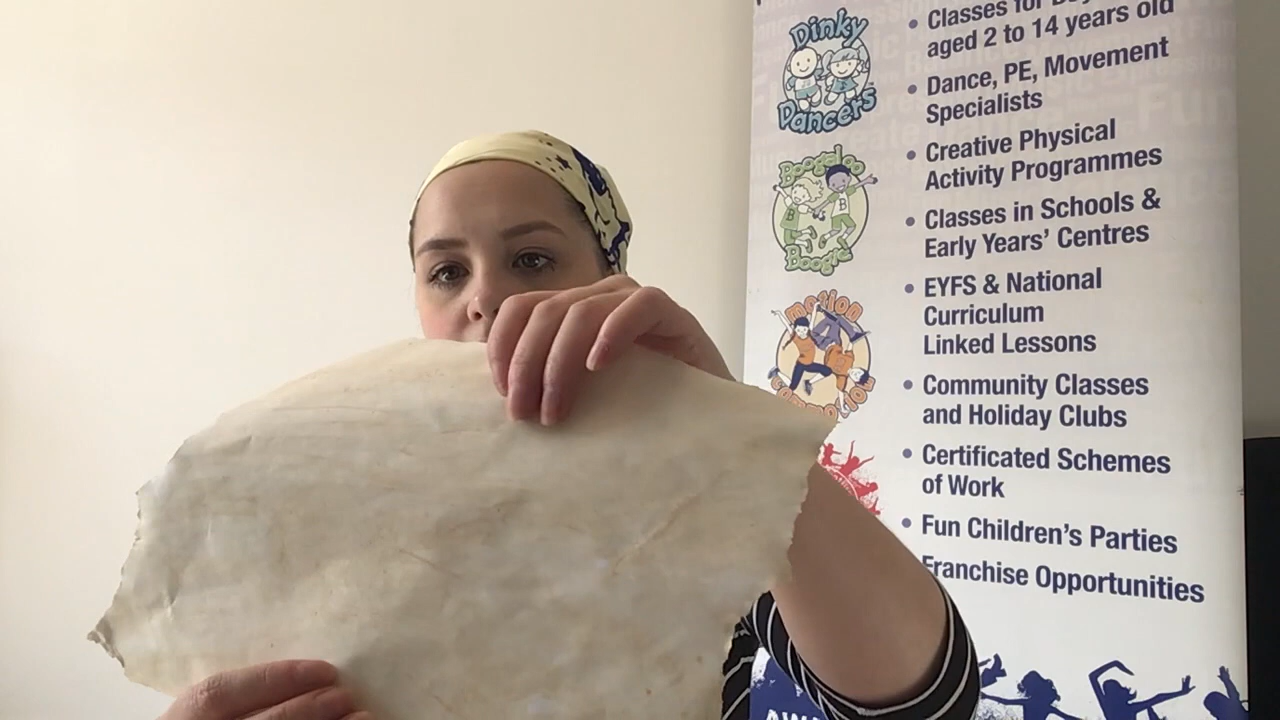 Dinky
Dancers
Boogaloo
Boogie
motion
commotion
• Classes for
aged 2 to 14 years old
• Dance, PE, Movement
Specialists
• Creative Physical
Activity Programmes
• Classes in Schools &
Early Years’ Centres
• EYFS & National
Curriculum
Linked Lessons
• Community Classes
and Holiday Clubs
• Certificated Schemes
of Work
• Fun Children’s Parties
Franchise Opportunities